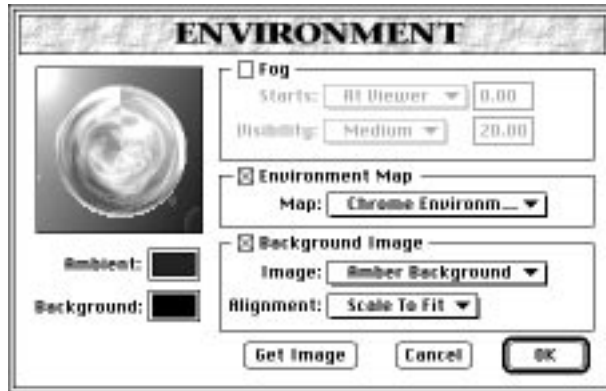 ENVIRONMENT
Fog
Starts: At Viewer 0.00
Visibility: Medium 20.00
Environment Map
Map: Chrome Environm...
Background Image
Ambient:
Image: Amber Background
Background:
Alignment: Scale To Fit
Get Image Cancel OK